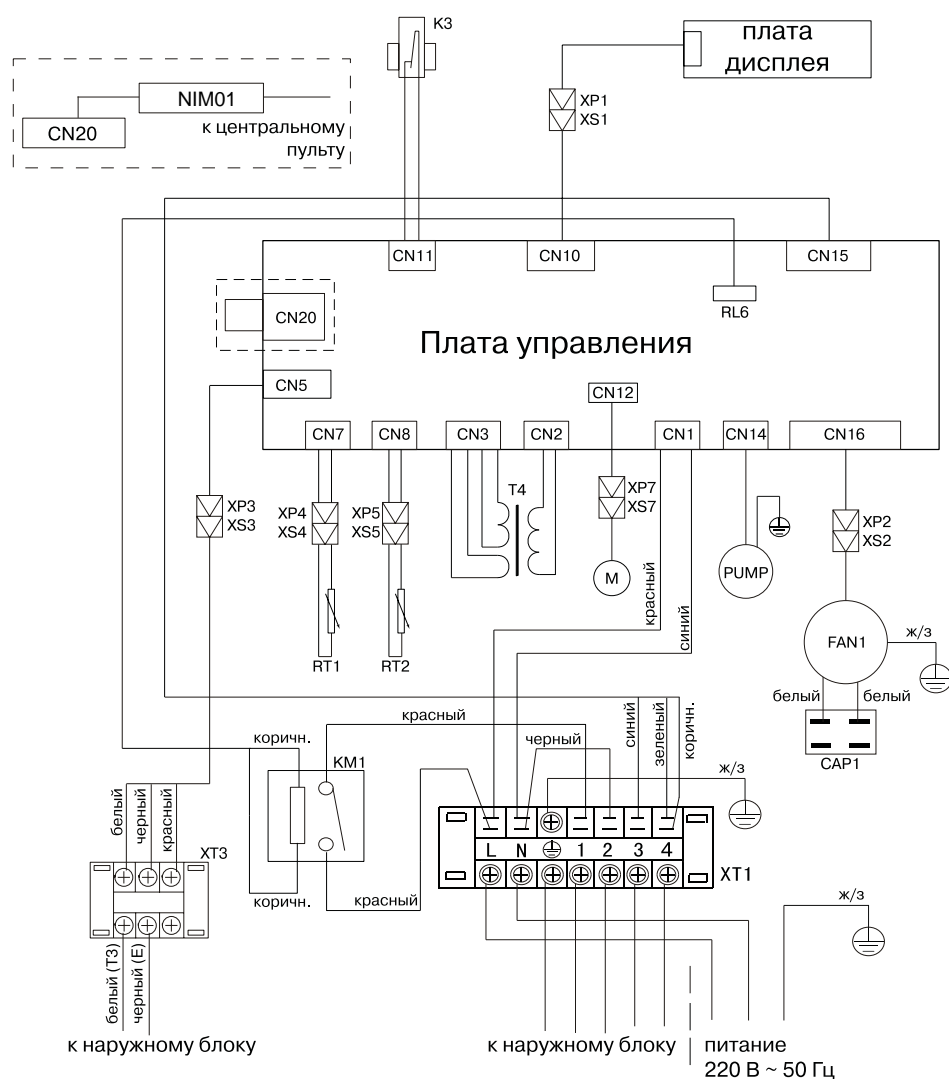 K3
плата
дисплея
NIM01
CN20
к центральному
пульту
XP1
XS1
CN11
CN10
CN15
CN20
RL6
Плата управления
CN5
CN12
CN7
CN8
CN3
CN2
CN1
CN14
CN16
XP3
XS3
XP4
XS4
XP5
XS5
T4
XP7
XS7
XP2
XS2
M
PUMP
красный
синий
FAN1
ж/з
RT1
RT2
белый
белый
CAP1
красный
коричн.
черный
синий
зеленый
коричн.
KM1
ж/з
белый
черный
красный
XT3
L N 1 2 3 4
XT1
коричн.
красный
ж/з
белый (T3)
черный (E)
к наружному блоку
к наружному блоку
питание
220 В ~ 50 Гц